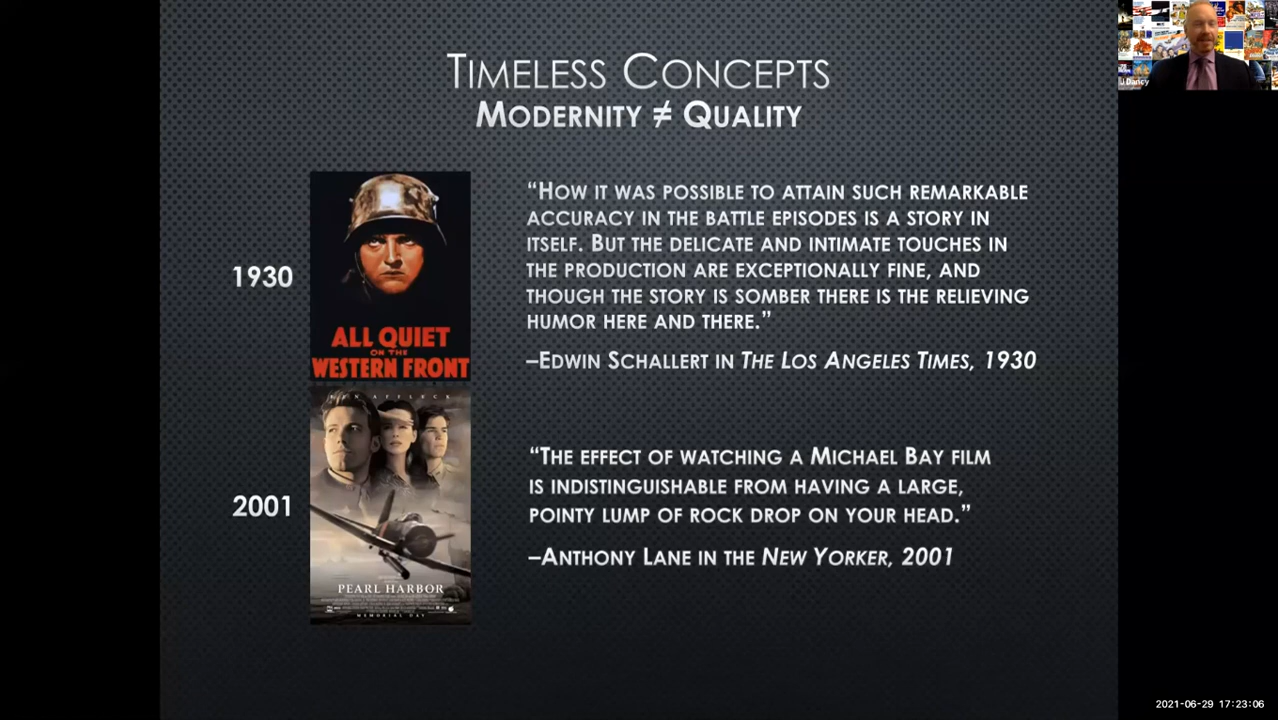 TIMELESS CONCEPTS
MODERNITY ≠ QUALITY
J Dancy
1930
ALL QUIET
ON THE
WESTERN FRONT
“HOW IT WAS POSSIBLE TO ATTAIN SUCH REMARKABLE
ACCURACY IN THE BATTLE EPISODES IS A STORY IN
ITSELF. BUT THE DELICATE AND INTIMATE TOUCHES IN
THE PRODUCTION ARE EXCEPTIONALLY FINE, AND
THOUGH THE STORY IS SOMBER THERE IS THE RELIEVING
HUMOR HERE AND THERE.”
–EDWIN SCHALLERT IN THE LOS ANGELES TIMES, 1930
2001
BEN AFFLECK
PEARL HARBOR
MEMORIAL DAY
“THE EFFECT OF WATCHING A MICHAEL BAY FILM
IS INDISTINGUISHABLE FROM HAVING A LARGE,
POINTY LUMP OF ROCK DROP ON YOUR HEAD.”
–ANTHONY LANE IN THE NEW YORKER, 2001
2021-06-29 17:23:06